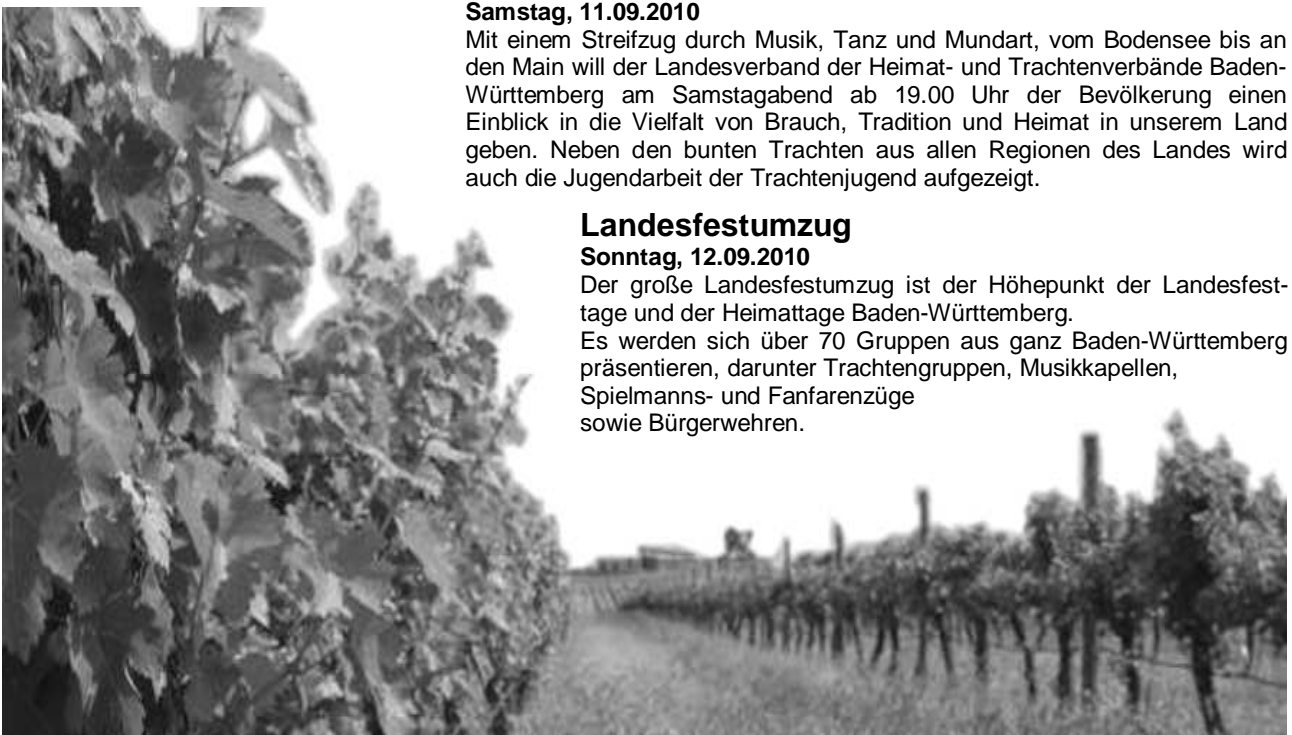 Samstag, 11.09.2010
Mit einem Streifzug durch Musik, Tanz und Mundart, vom Bodensee bis an
den Main will der Landesverband der Heimat- und Trachtenverbände Baden-
Württemberg am Samstagabend ab 19.00 Uhr der Bevölkerung einen
Einblick in die Vielfalt von Brauch, Tradition und Heimat in unserem Land
geben. Neben den bunten Trachten aus allen Regionen des Landes wird
auch die Jugendarbeit der Trachtenjugend aufgezeigt.
Landesfestumzug
Sonntag, 12.09.2010
Der große Landesfestumzug ist der Höhepunkt der Landesfest-
tage und der Heimattage Baden-Württemberg.
Es werden sich über 70 Gruppen aus ganz Baden-Württemberg
präsentieren, darunter Trachtengruppen, Musikkapellen,
Spielmanns- und Fanfarenzüge
sowie Bürgerwehren.